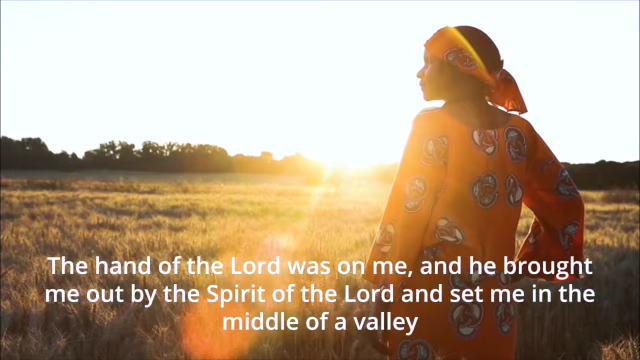 The hand of the Lord was on me, and he brought
me out by the Spirit of the Lord and set me in the
middle of a valley